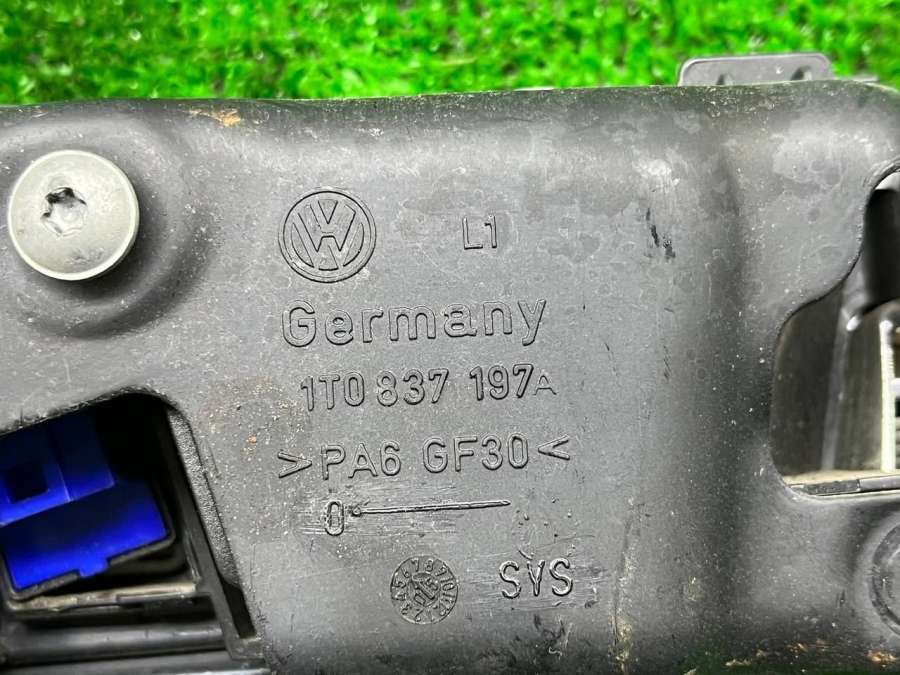 L1
Germany
1T0 837 197A
>PA6 GF30<
0
SYS